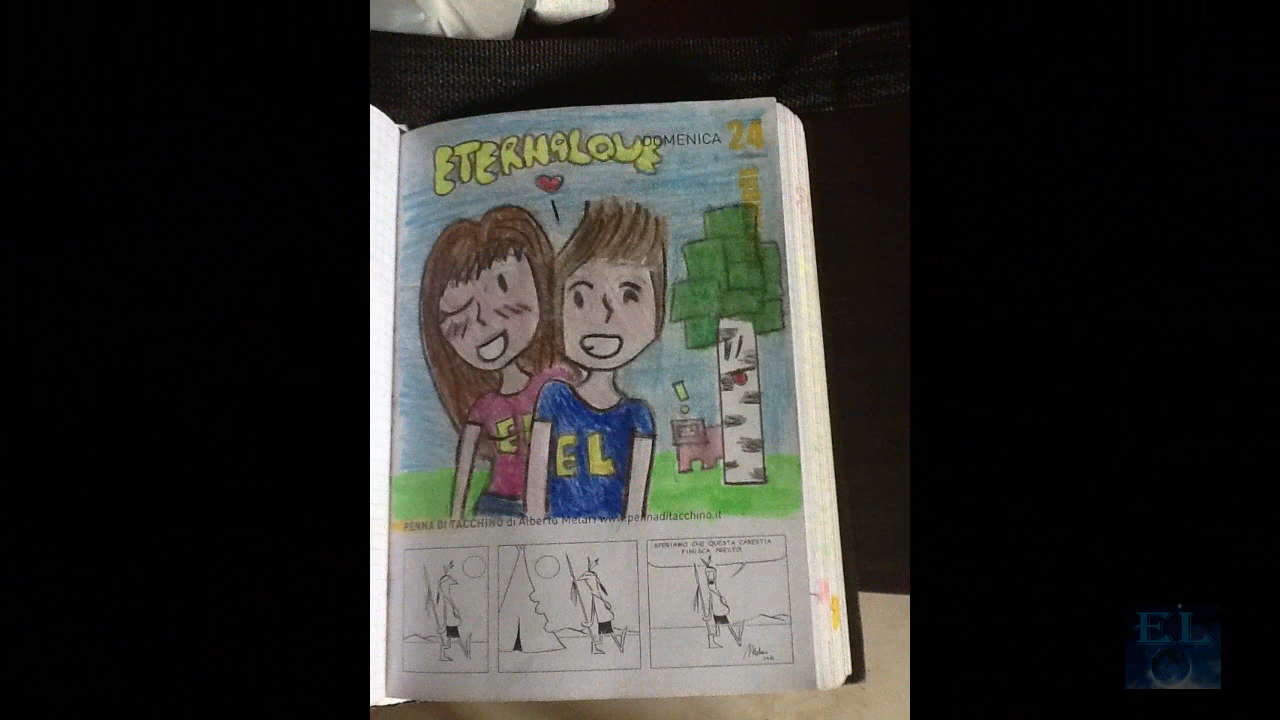 DOMENICA 24
ETERNALOVE
!
EL
EL
PENNA DI TACCHINO di Alberto Melari www.pennaditacchino.it
SPERIAMO CHE QUESTA CARESTIA
FINISCA PRESTO!
EL